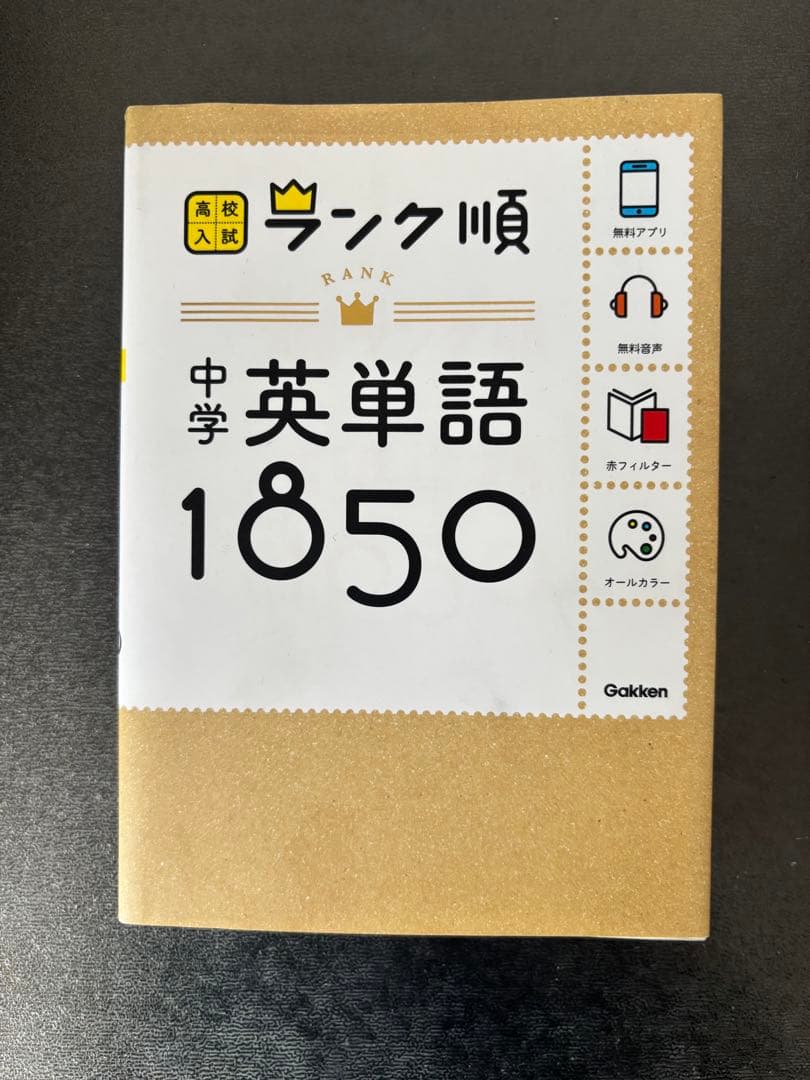 高校
入試
ランク順
RANK
中学
英単語
1850
無料アプリ
無料音声
赤フィルター
オールカラー
Gakken